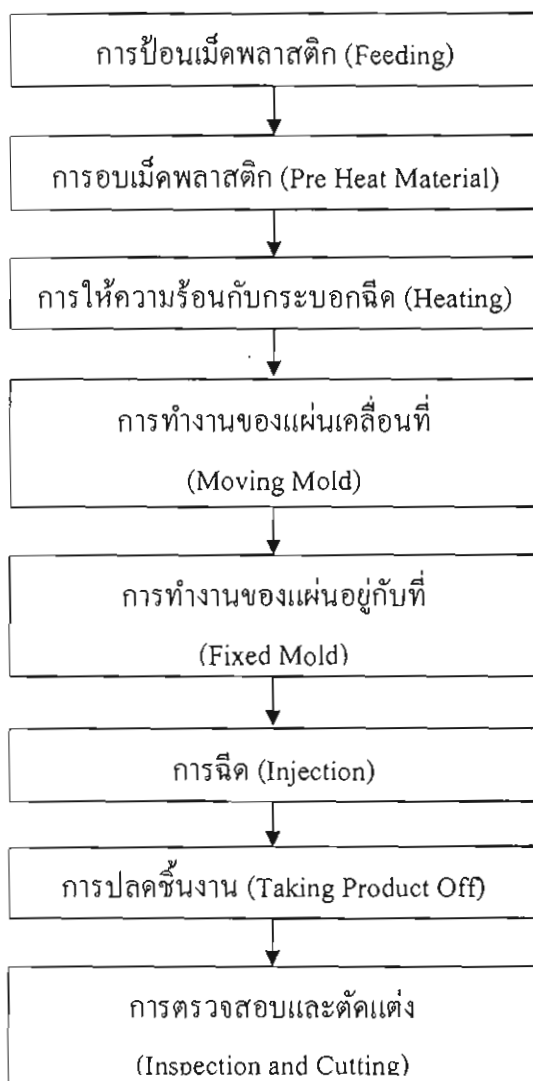 การป้อนเม็ดพลาสติก (Feeding)
การอบเม็ดพลาสติก (Pre Heat Material)
การให้ความร้อนกับกระบอกฉีด (Heating)
การทำงานของแผ่นเคลื่อนที่
(Moving Mold)
การทำงานของแผ่นอยู่กับที่
(Fixed Mold)
การฉีด (Injection)
การปลดชิ้นงาน (Taking Product Off)
การตรวจสอบและตัดแต่ง
(Inspection and Cutting)